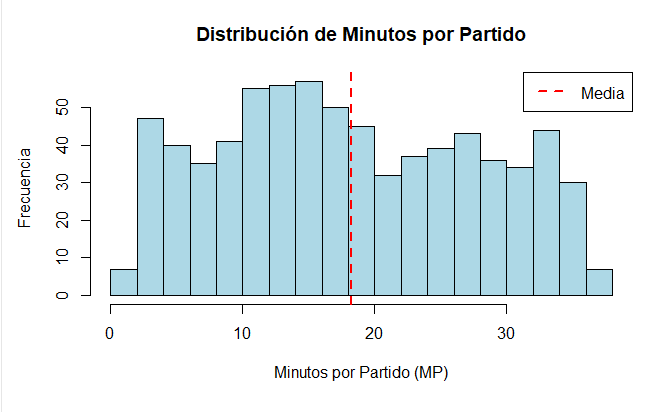 Distribución de Minutos por Partido
Media
Frecuencia
50
40
30
20
10
0
0 10 20 30
Minutos por Partido (MP)